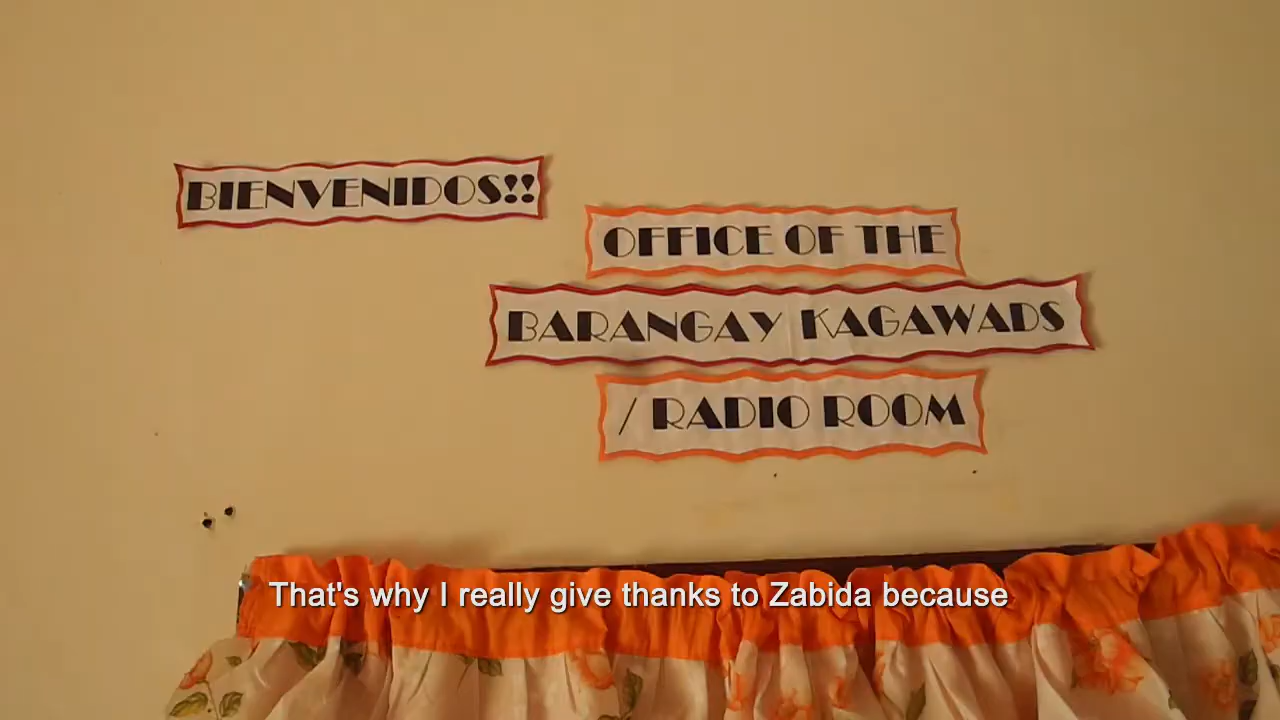 BIENVENIDOS!!
OFFICE OF THE
BARANGAY KAGAWADS
/ RADIO ROOM
That's why I really give thanks to Zabida because